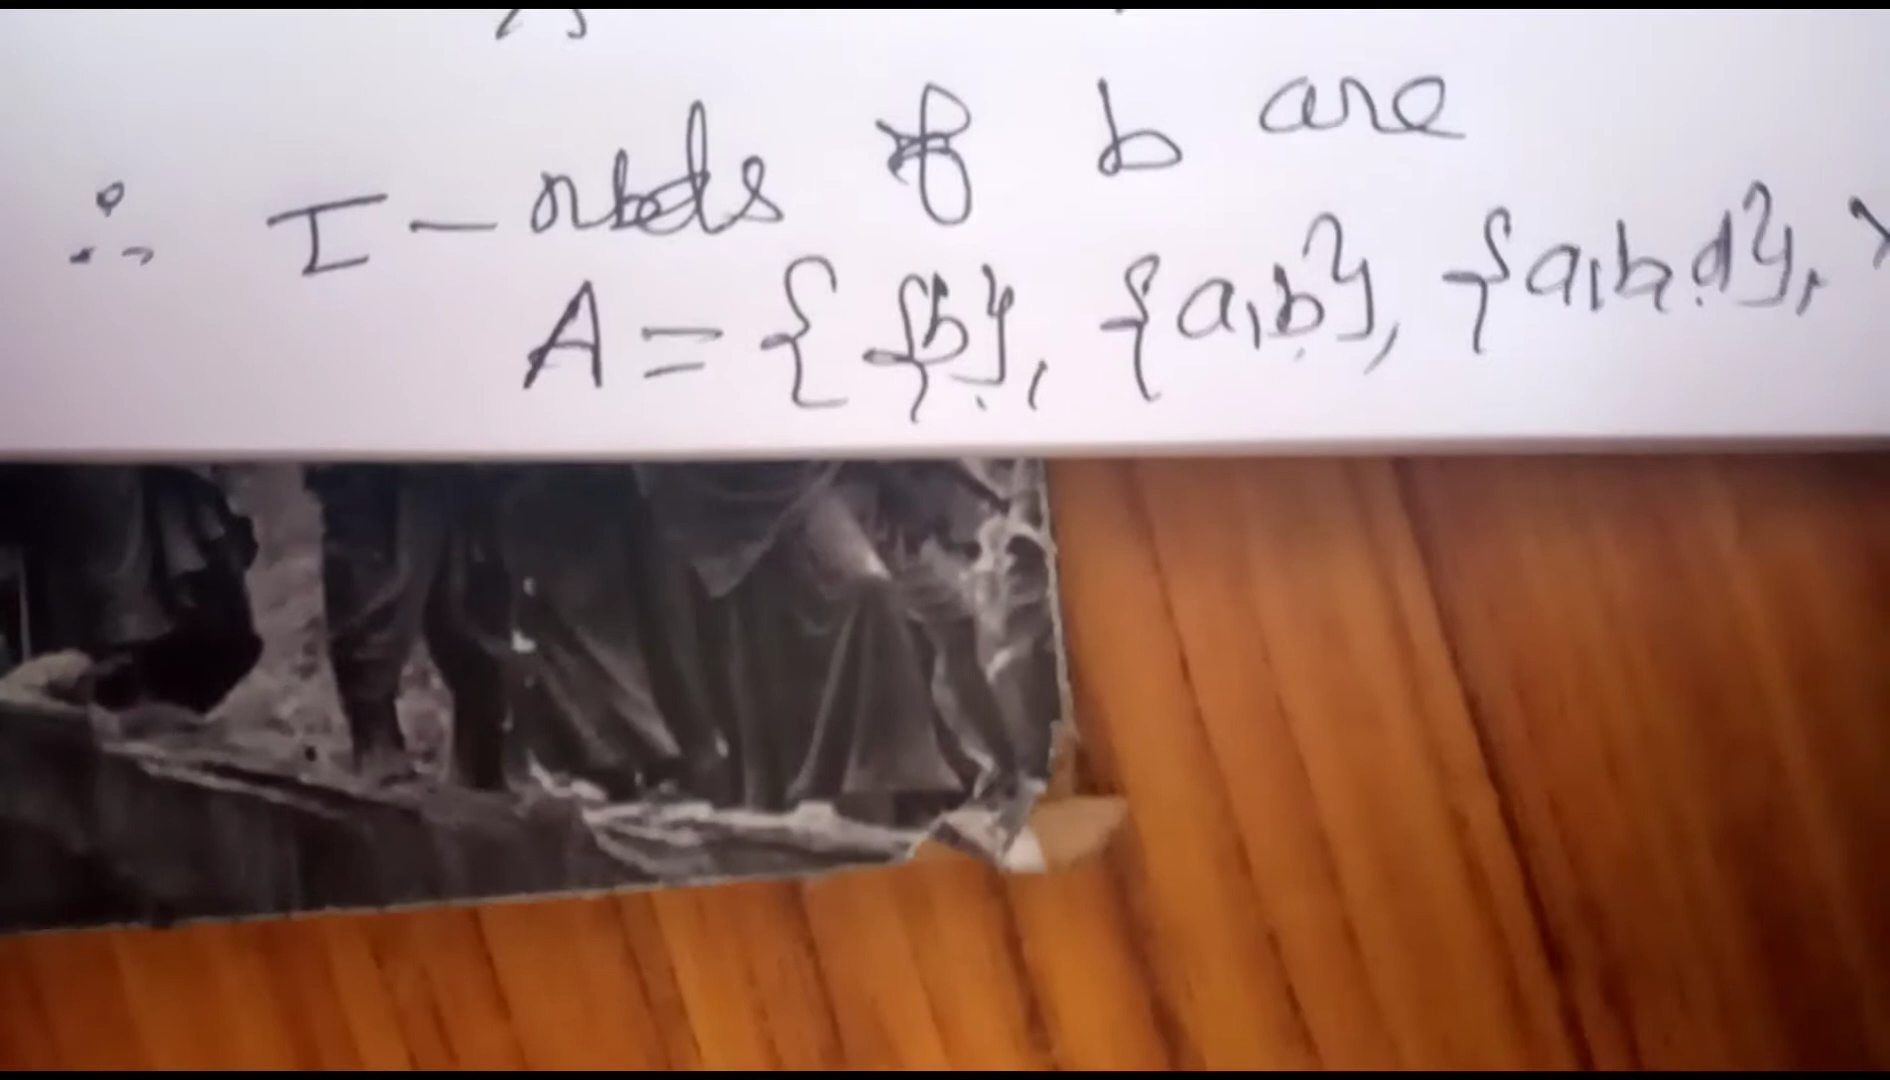 ∴ I-nbds of b are
A = { {b}, {a,b}, {a,b,d},